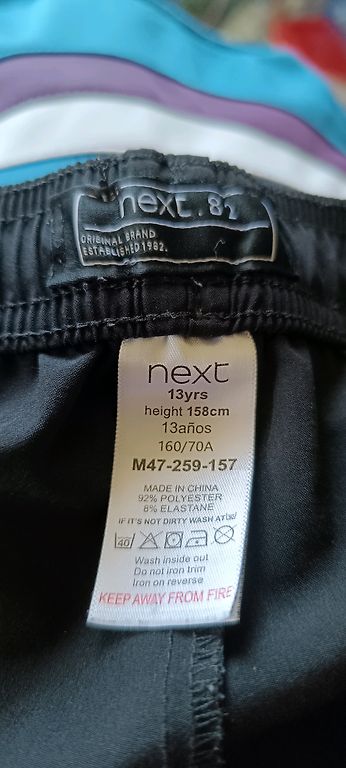 next.82
ORIGINAL BRAND
ESTABLISHED 1982.
next
13yrs
height 158cm
13años
160/70A
M47-259-157
MADE IN CHINA
92% POLYESTER
8% ELASTANE
IF IT'S NOT DIRTY WASH AT 30
40
Wash inside out
Do not iron trim
Iron on reverse
KEEP AWAY FROM FIRE